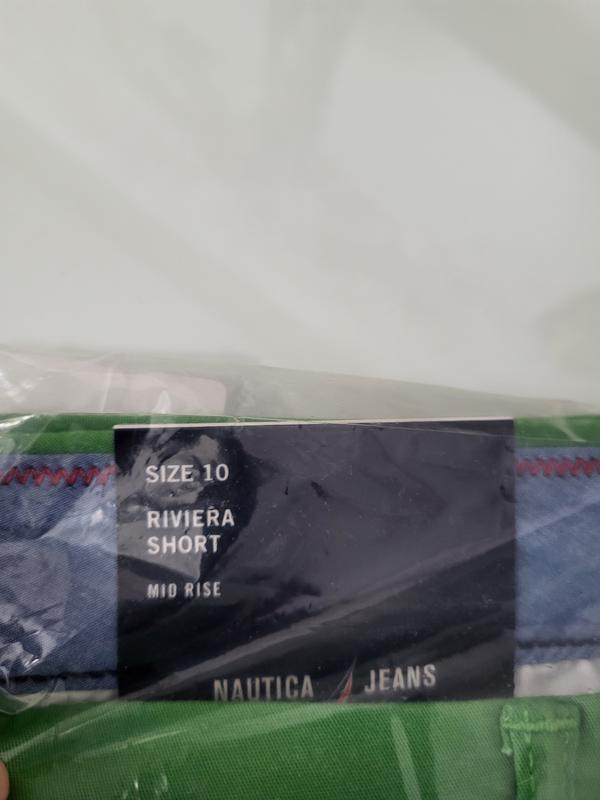 SIZE 10
RIVIERA
SHORT
MID RISE
NAUTICA JEANS